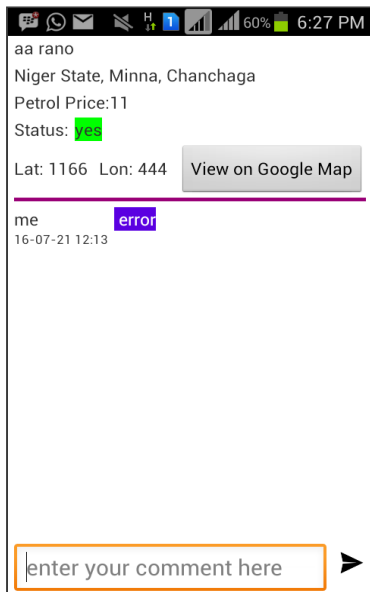 H 1 60% 6:27 PM
aa rano
Niger State, Minna, Chanchaga
Petrol Price:11
Status: yes
Lat: 1166 Lon: 444 View on Google Map
me error
16-07-21 12:13
enter your comment here